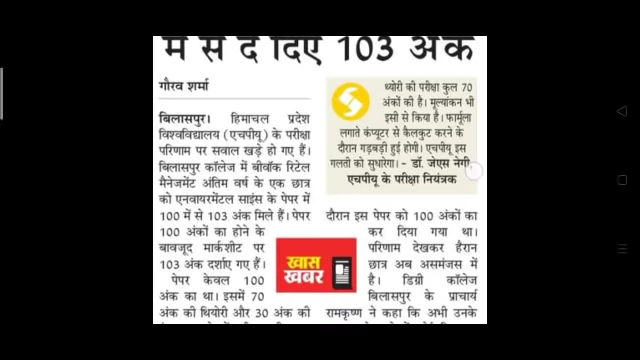 में से दे दिए 103 अंक
गौरव शर्मा
बिलासपुर। हिमाचल प्रदेश
विश्वविद्यालय (एचपीयू) के परीक्षा
परिणाम पर सवाल खड़े हो गए हैं।
बिलासपुर कॉलेज में बीवॉक रिटेल
मैनेजमेंट अंतिम वर्ष के एक छात्र
को एनवायरमेंटल साइंस के पेपर में
100 में से 103 अंक मिले हैं। पेपर
100 अंकों का होने के
बावजूद मार्कशीट पर
103 अंक दर्शाए गए हैं।
पेपर केवल 100
अंक का था। इसमें 70
अंक की थियोरी और 30 अंक की
खास
खबर
थ्योरी की परीक्षा कुल 70
अंकों की है। मूल्यांकन भी
इसी से किया है। फार्मूला
लगाते कंप्यूटर से कैलकुट करने के
दौरान गड़बड़ी हुई होगी। एचपीयू इस
गलती को सुधारेगा। - डॉ. जेएस नेगी,
एचपीयू के परीक्षा नियंत्रक
दौरान इस पेपर को 100 अंकों का
कर दिया गया था।
परिणाम देखकर हैरान
छात्र अब असमंजस में
है। डिग्री कॉलेज
बिलासपुर के प्राचार्य
रामकृष्ण ने कहा कि अभी उनके